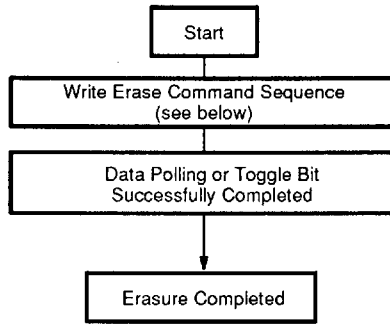 Start
Write Erase Command Sequence
(see below)
Data Polling or Toggle Bit
Successfully Completed
Erasure Completed